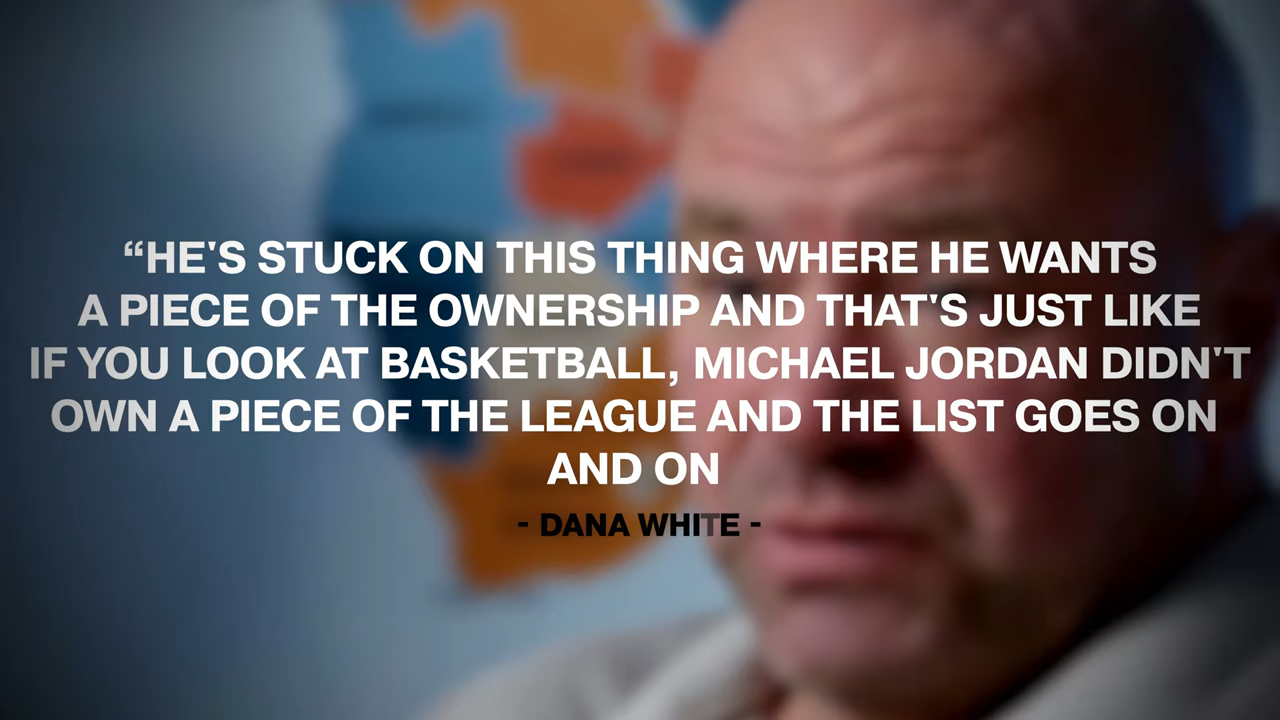 “HE'S STUCK ON THIS THING WHERE HE WANTS
A PIECE OF THE OWNERSHIP AND THAT'S JUST LIKE
IF YOU LOOK AT BASKETBALL, MICHAEL JORDAN DIDN'T
OWN A PIECE OF THE LEAGUE AND THE LIST GOES ON
AND ON
- DANA WHITE -